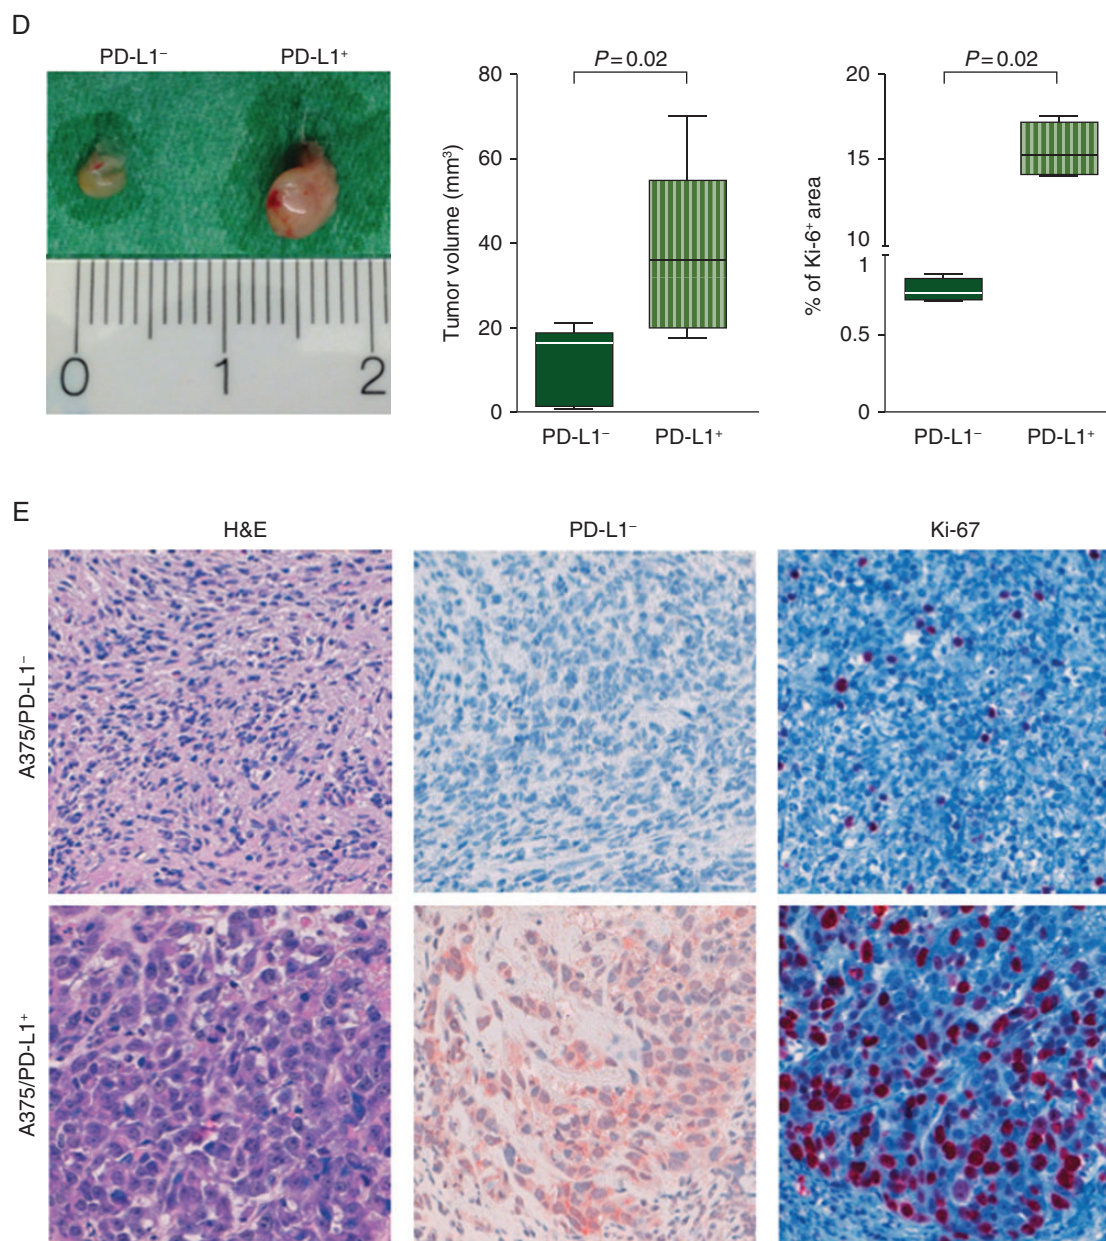 D
PD-L1⁻
PD-L1⁺
0 1 2
Tumor volume (mm³)
80
60
40
20
0
P = 0.02
PD-L1⁻
PD-L1⁺
% of Ki-6⁺ area
20
15
10
1
0.5
0
P = 0.02
PD-L1⁻
PD-L1⁺
E
H&E
PD-L1⁻
Ki-67
A375/PD-L1⁻
A375/PD-L1⁺